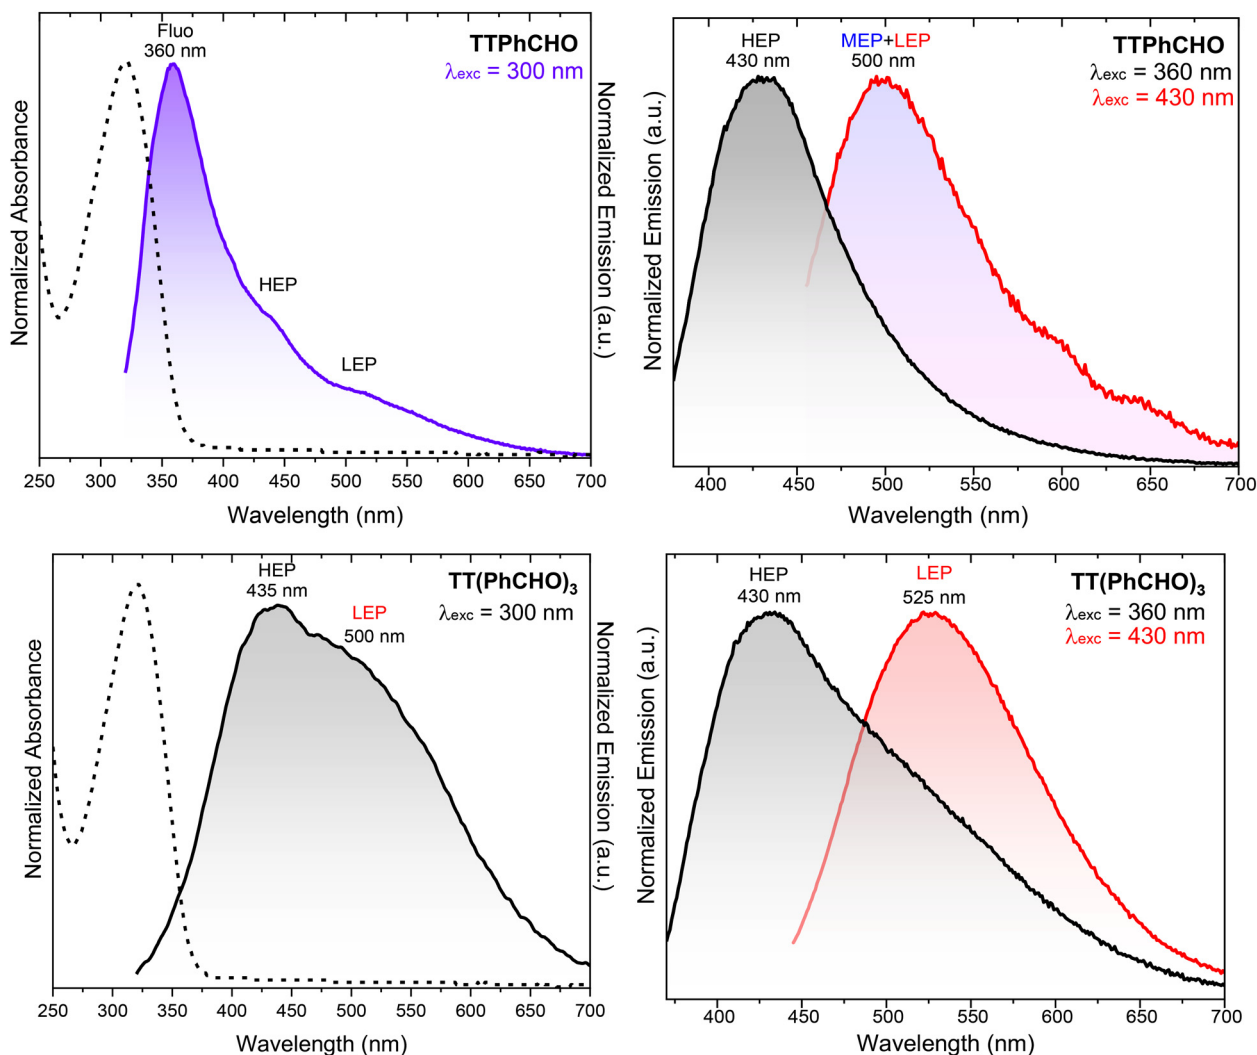 Fluo
360 nm
TTPhCHO
λexc = 300 nm
HEP
LEP
Normalized Absorbance
Normalized Emission (a.u.)
250 300 350 400 450 500 550 600 650 700
Wavelength (nm)
HEP
430 nm
MEP+LEP
500 nm
TTPhCHO
λexc = 360 nm
λexc = 430 nm
Normalized Emission (a.u.)
400 450 500 550 600 650 700
Wavelength (nm)
HEP
435 nm
LEP
500 nm
TT(PhCHO)₃
λexc = 300 nm
Normalized Absorbance
Normalized Emission (a.u.)
250 300 350 400 450 500 550 600 650 700
Wavelength (nm)
HEP
430 nm
LEP
525 nm
TT(PhCHO)₃
λexc = 360 nm
λexc = 430 nm
Normalized Emission (a.u.)
400 450 500 550 600 650 700
Wavelength (nm)